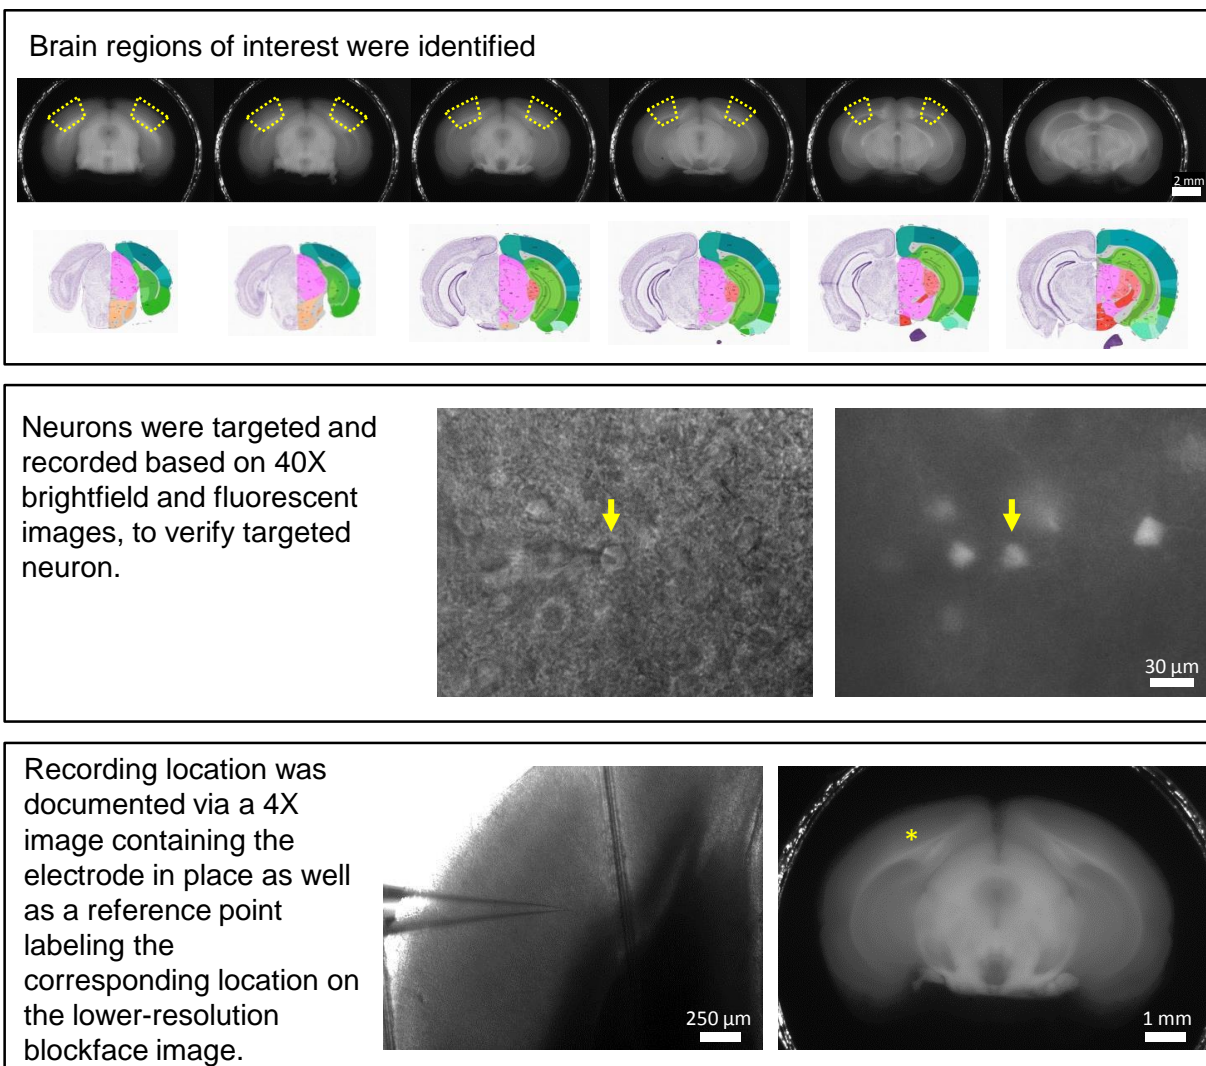 Brain regions of interest were identified
2 mm
Neurons were targeted and
recorded based on 40X
brightfield and fluorescent
images, to verify targeted
neuron.
30 µm
Recording location was
documented via a 4X
image containing the
electrode in place as well
as a reference point
labeling the
corresponding location on
the lower-resolution
blockface image.
*
250 µm
1 mm